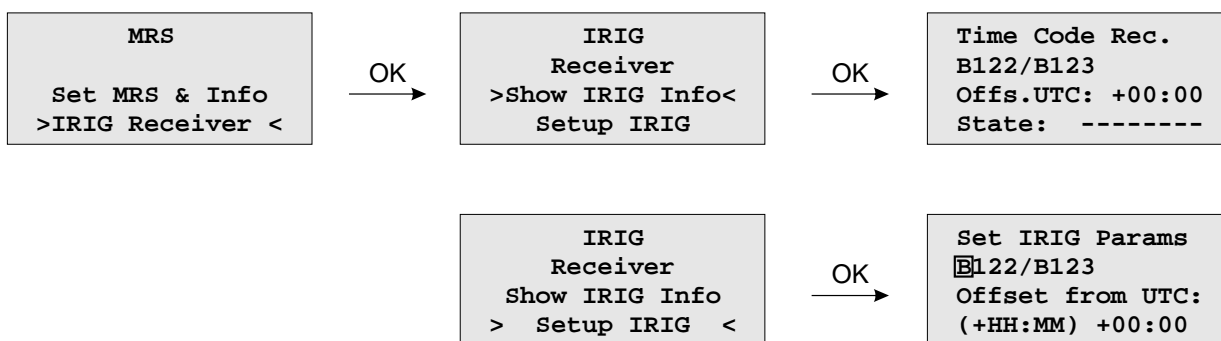 MRS
Set MRS & Info
>IRIG Receiver <
OK
IRIG
Receiver
>Show IRIG Info<
Setup IRIG
OK
Time Code Rec.
B122/B123
Offs.UTC: +00:00
State: --------
IRIG
Receiver
Show IRIG Info
> Setup IRIG <
OK
Set IRIG Params
B122/B123
Offset from UTC:
(+HH:MM) +00:00